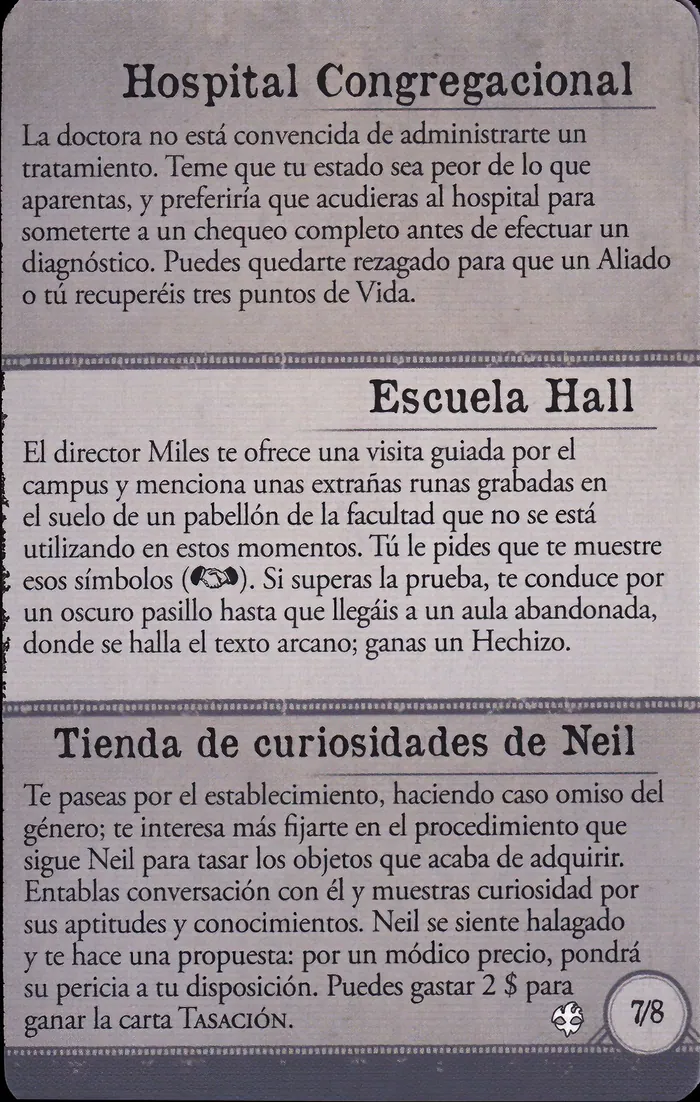 Hospital Congregacional
La doctora no está convencida de administrarte un
tratamiento. Teme que tu estado sea peor de lo que
aparentas, y preferiría que acudieras al hospital para
someterte a un chequeo completo antes de efectuar un
diagnóstico. Puedes quedarte rezagado para que un Aliado
o tú recuperéis tres puntos de Vida.
Escuela Hall
El director Miles te ofrece una visita guiada por el
campus y menciona unas extrañas runas grabadas en
el suelo de un pabellón de la facultad que no se está
utilizando en estos momentos. Tú le pides que te muestre
esos símbolos (). Si superas la prueba, te conduce por
un oscuro pasillo hasta que llegáis a un aula abandonada,
donde se halla el texto arcano; ganas un Hechizo.
Tienda de curiosidades de Neil
Te paseas por el establecimiento, haciendo caso omiso del
género; te interesa más fijarte en el procedimiento que
sigue Neil para tasar los objetos que acaba de adquirir.
Entablas conversación con él y muestras curiosidad por
sus aptitudes y conocimientos. Neil se siente halagado
y te hace una propuesta: por un módico precio, pondrá
su pericia a tu disposición. Puedes gastar 2 $ para
ganar la carta TASACIÓN.
7/8